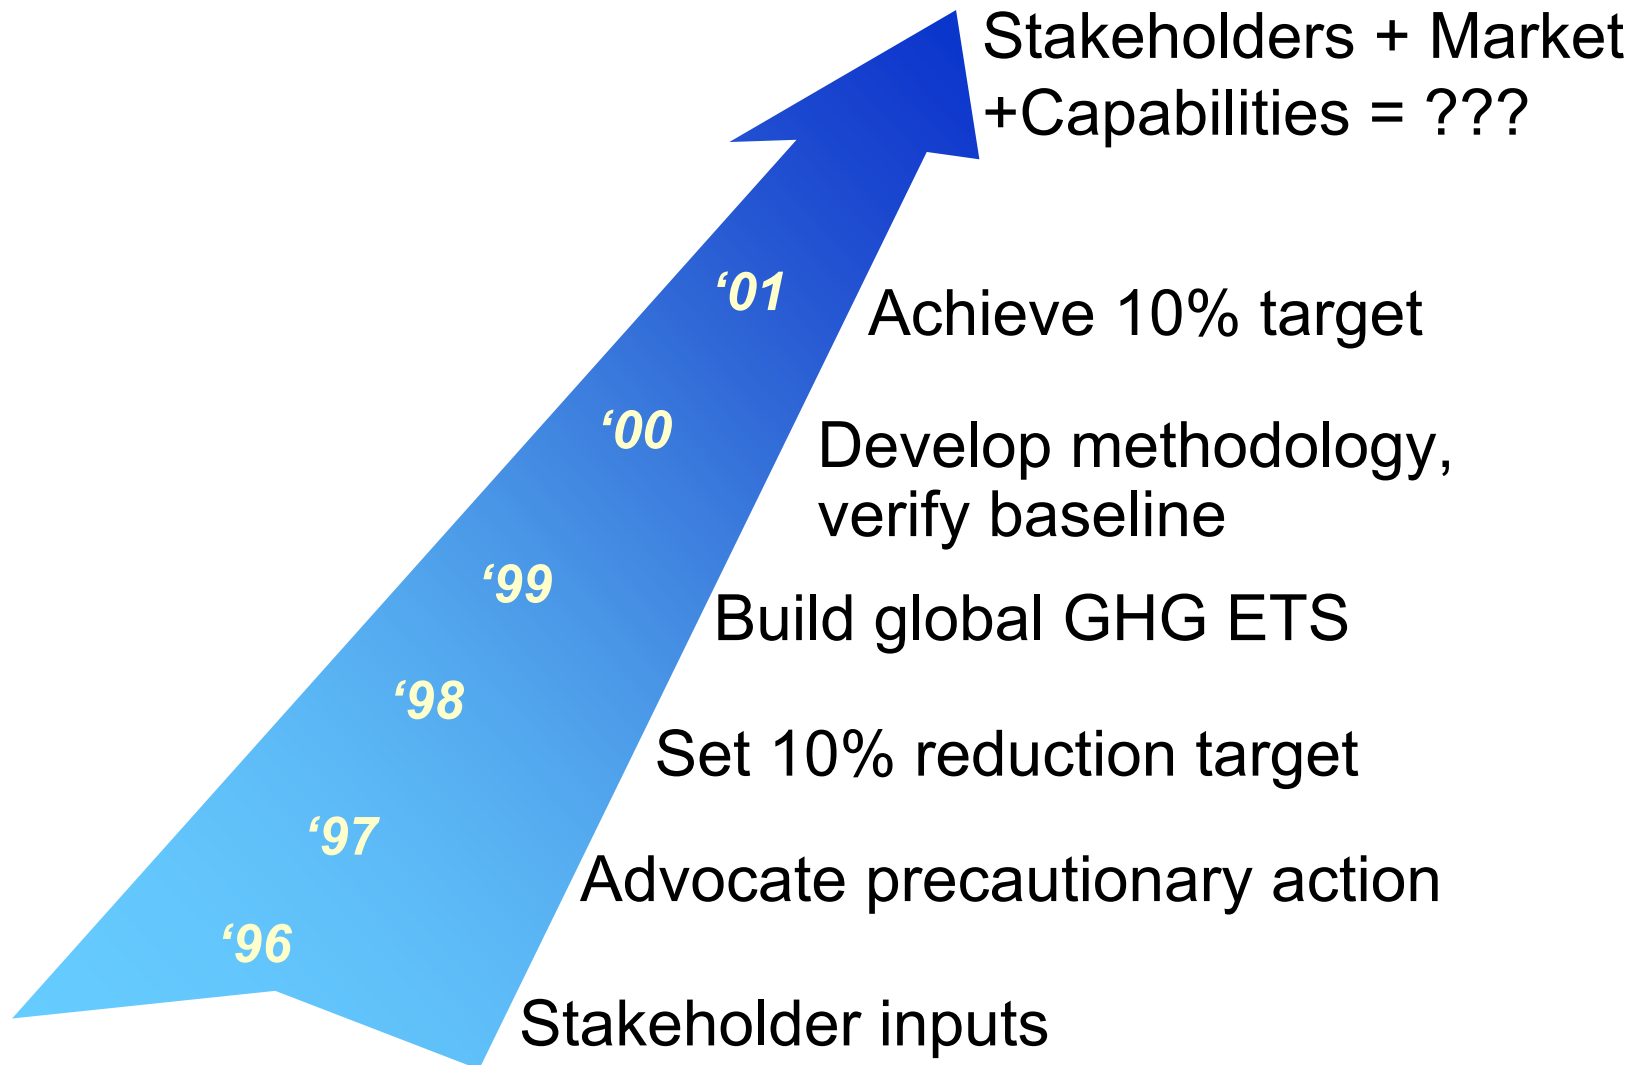 Stakeholders + Market
+Capabilities = ???
‘01
Achieve 10% target
‘00
Develop methodology,
verify baseline
‘99
Build global GHG ETS
‘98
Set 10% reduction target
‘97
Advocate precautionary action
‘96
Stakeholder inputs